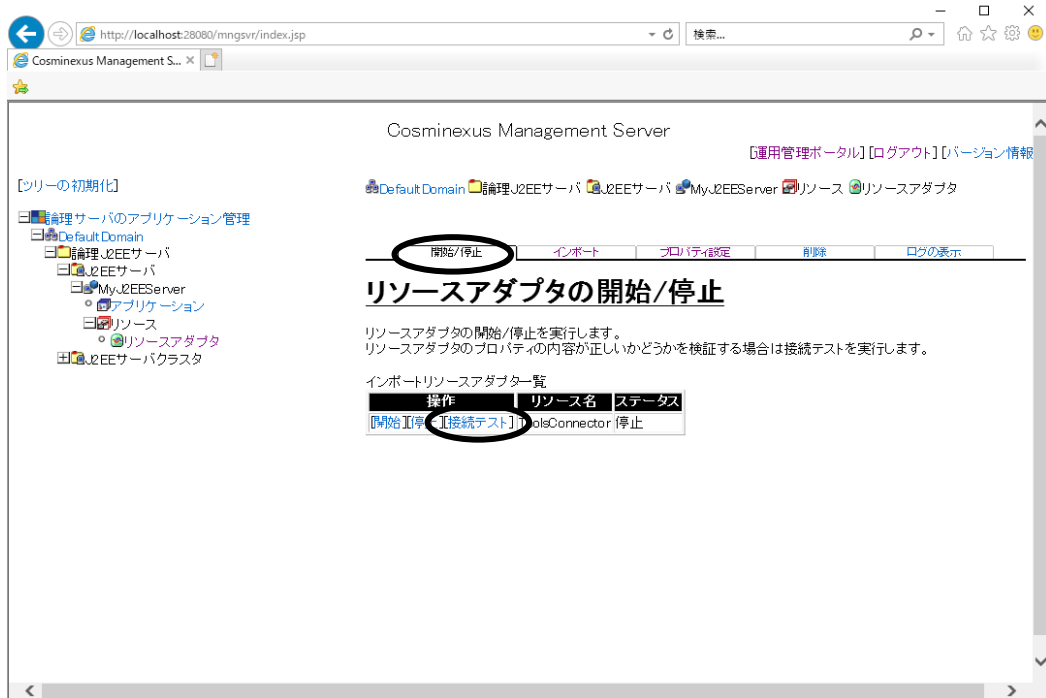 http://localhost:28080/mngsvr/index.jsp
検索...
Cosminexus Management S...
Cosminexus Management Server
[運用管理ポータル] [ログアウト] [バージョン情報
[ツリーの初期化]
Default Domain 論理J2EEサーバ J2EEサーバ MyJ2EEServer リソース リソースアダプタ
論理サーバのアプリケーション管理
Default Domain
論理J2EEサーバ
J2EEサーバ
MyJ2EEServer
アプリケーション
リソース
リソースアダプタ
J2EEサーバクラスタ
開始/停止 インポート プロパティ設定 削除 ログの表示
リソースアダプタの開始/停止
リソースアダプタの開始/停止を実行します。
リソースアダプタのプロパティの内容が正しいかどうかを検証する場合は接続テストを実行します。
インポートリソースアダプター覧
操作 リソース名 ステータス
[開始][停止][接続テスト] olsConnector 停止